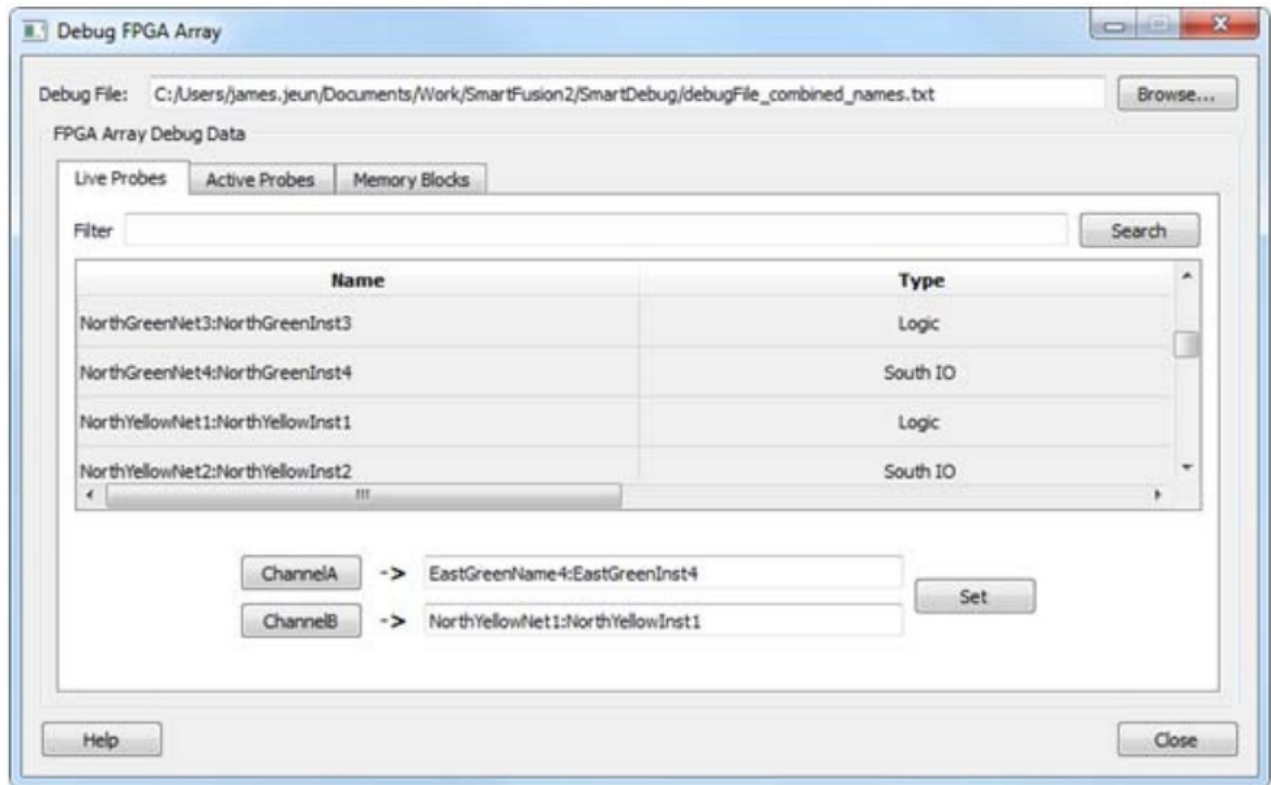 Debug FPGA Array
Debug File: C:/Users/james.jeun/Documents/Work/SmartFusion2/SmartDebug/debugFile_combined_names.txt Browse...
FPGA Array Debug Data
Live Probes Active Probes Memory Blocks
Filter Search
Name Type
NorthGreenNet3:NorthGreenInst3 Logic
NorthGreenNet4:NorthGreenInst4 South IO
NorthYellowNet1:NorthYellowInst1 Logic
NorthYellowNet2:NorthYellowInst2 South IO
ChannelA -> EastGreenName4:EastGreenInst4
Set
ChannelB -> NorthYellowNet1:NorthYellowInst1
Help Close